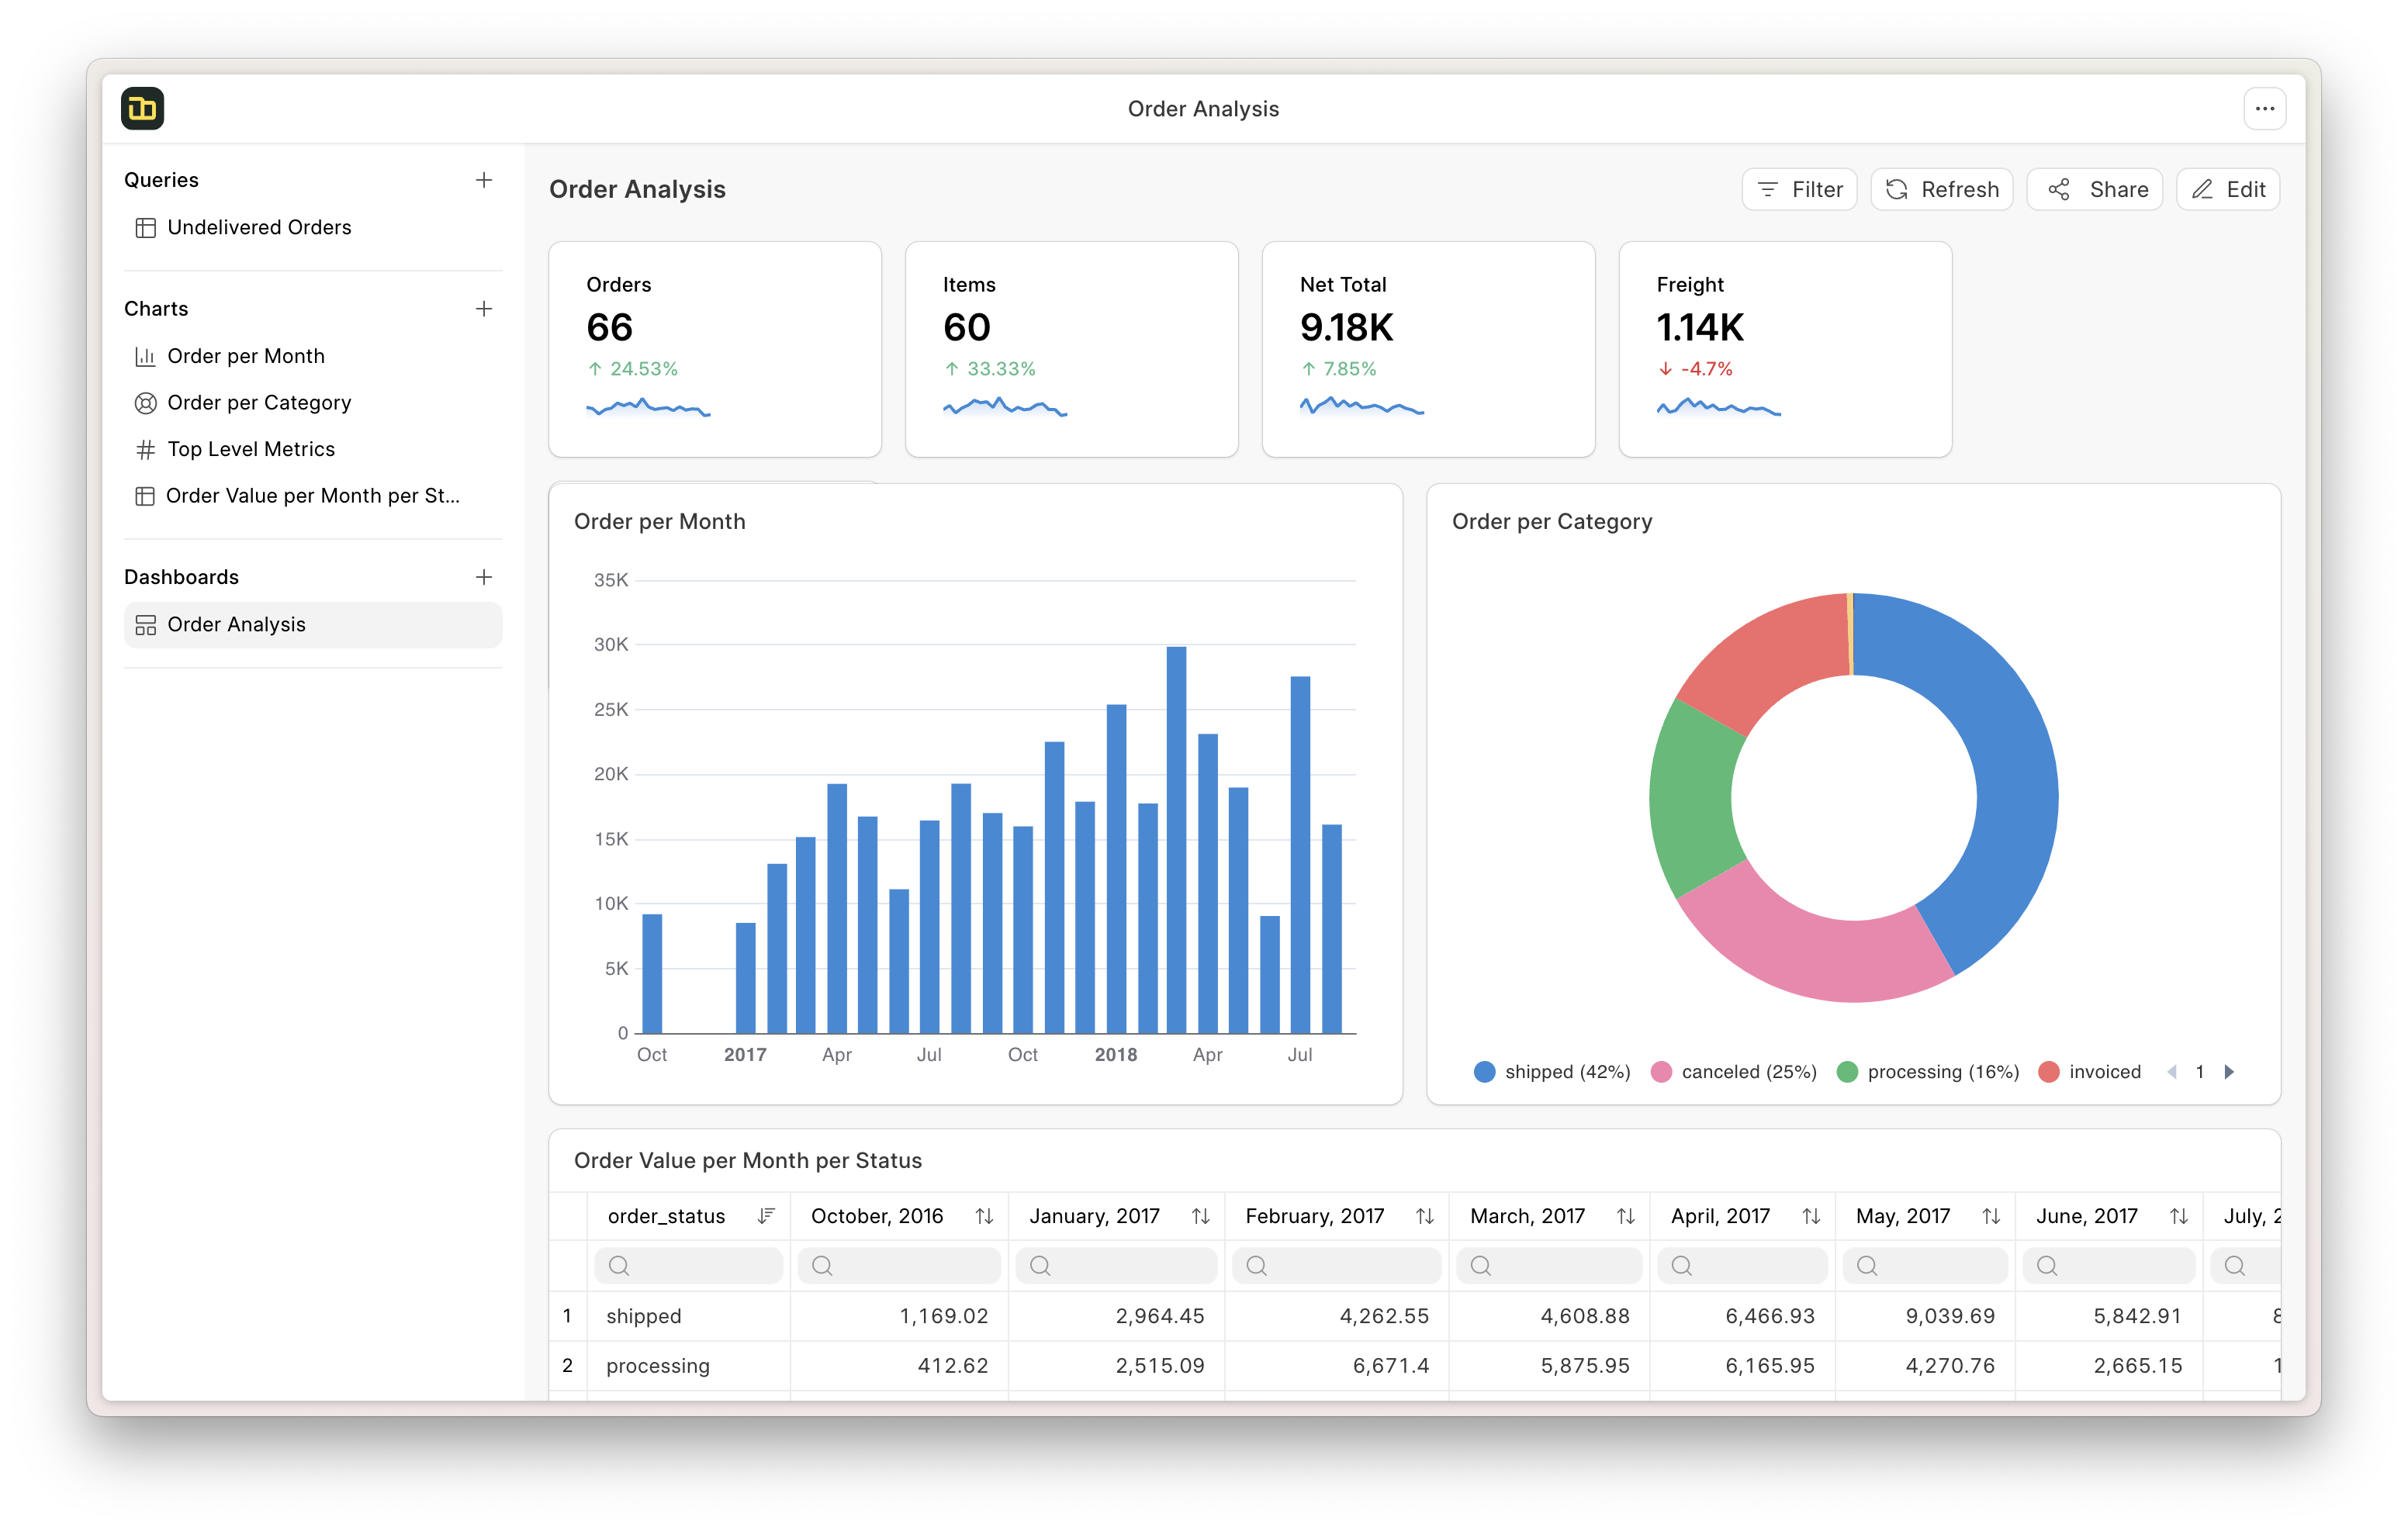 Order Analysis
Queries
Undelivered Orders
Charts
Order per Month
Order per Category
Top Level Metrics
Order Value per Month per St...
Dashboards
Order Analysis
Order Analysis
Filter
Refresh
Share
Edit
Orders
66
↑ 24.53%
Items
60
↑ 33.33%
Net Total
9.18K
↑ 7.85%
Freight
1.14K
↓ -4.7%
Order per Month
35K
30K
25K
20K
15K
10K
5K
0
Oct 2017 Apr Jul Oct 2018 Apr Jul
Order per Category
shipped (42%) canceled (25%) processing (16%) invoiced 1
Order Value per Month per Status
order_status October, 2016 January, 2017 February, 2017 March, 2017 April, 2017 May, 2017 June, 2017 July, 2
1 shipped 1,169.02 2,964.45 4,262.55 4,608.88 6,466.93 9,039.69 5,842.91
2 processing 412.62 2,515.09 6,671.4 5,875.95 6,165.95 4,270.76 2,665.15 1